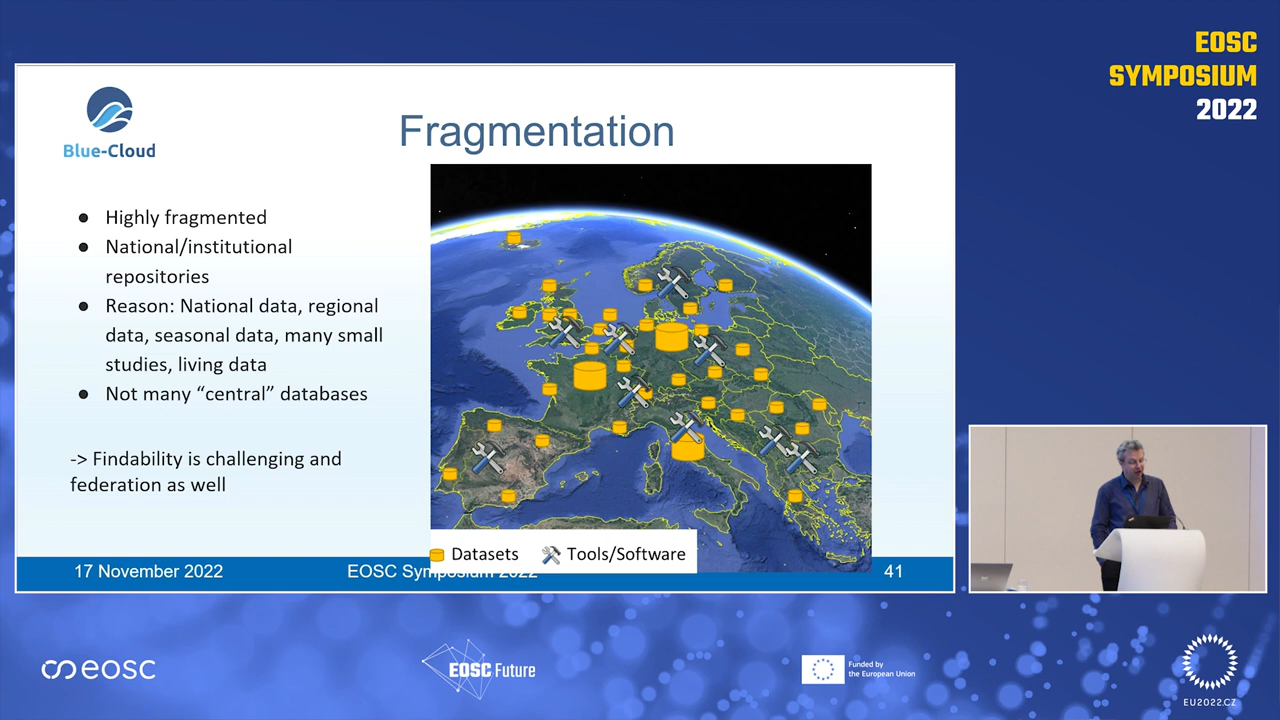 EOSC
SYMPOSIUM
2022
Blue-Cloud
Fragmentation
● Highly fragmented
● National/institutional
repositories
● Reason: National data, regional
data, seasonal data, many small
studies, living data
● Not many “central” databases
-> Findability is challenging and
federation as well
Datasets
Tools/Software
17 November 2022
EOSC Symposium 2022
41
eosc
EOSC Future
Funded by
the European Union
EU2022.CZ